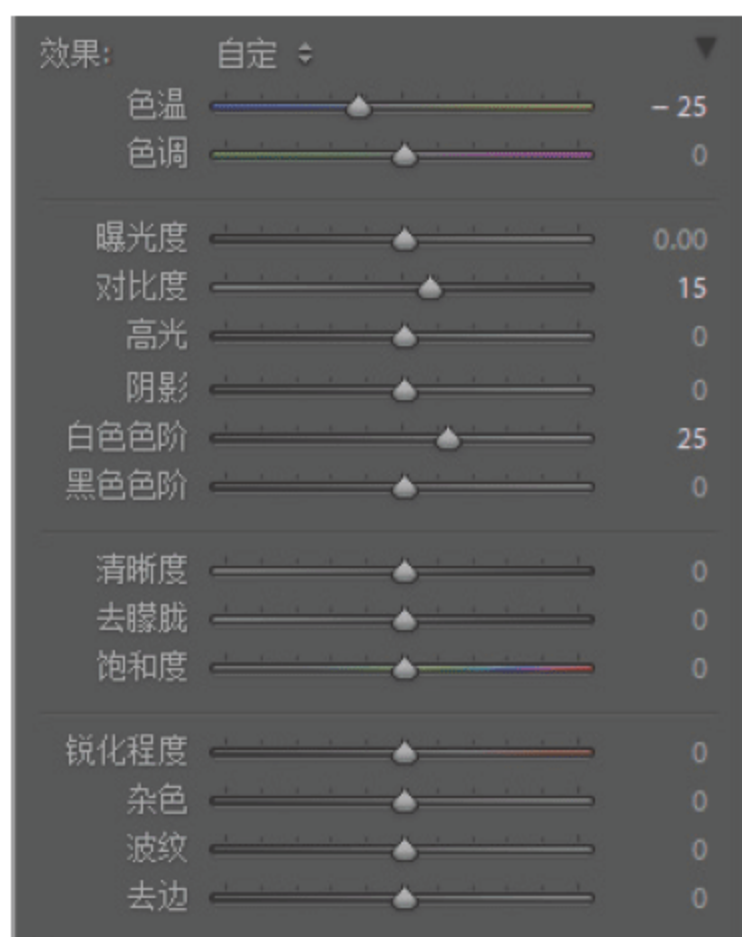 效果: 自定
色温 - 25
色调 0
曝光度 0.00
对比度 15
高光 0
阴影 0
白色色阶 25
黑色色阶 0
清晰度 0
去朦胧 0
饱和度 0
锐化程度 0
杂色 0
波纹 0
去边 0